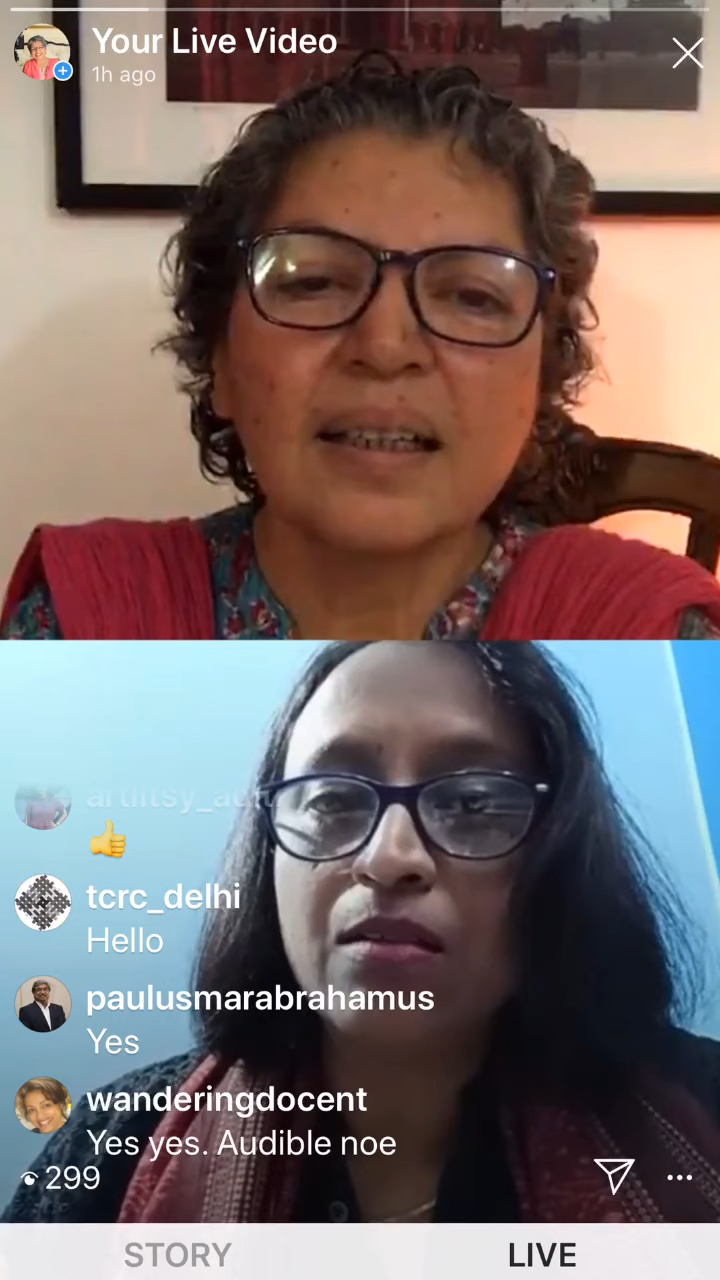 Your Live Video
1h ago
👍
tcrc_delhi
Hello
paulusmarabrahamus
Yes
wanderingdocent
Yes yes. Audible noe
299
STORY
LIVE